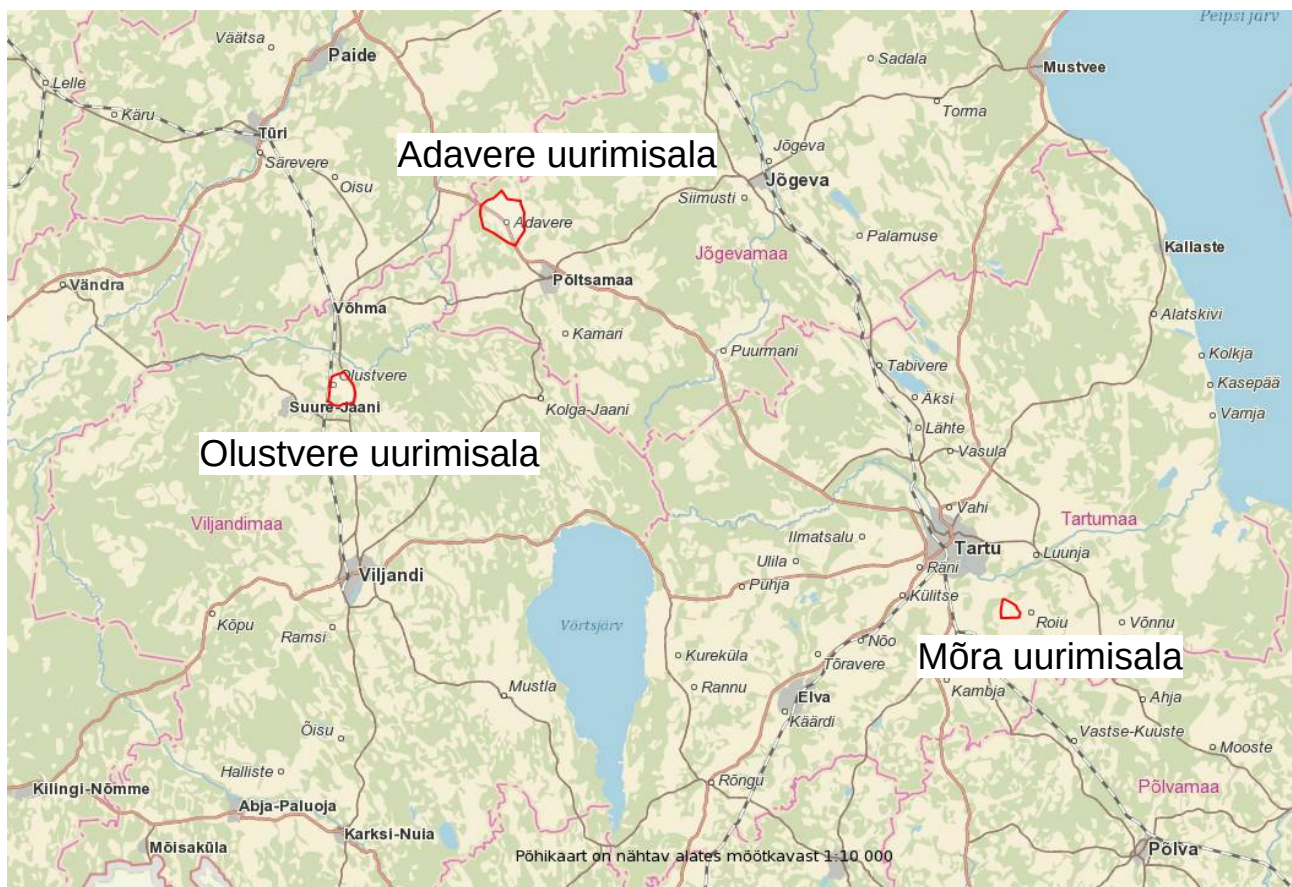 Peipsi järv
Väätsa
Paide
Sadala
Mustvee
Lelle
Käru
Torma
Türi
Adavere uurimisala
Särevere
Oisu
Jõgeva
Jõgeva
Siimusti
Adavere
Palamuse
Jõgevamaa
Kallaste
Vändra
Põltsamaa
Võhma
Alatskivi
Kamari
Puurmani
Kolkja
Tabivere
Olustvere
Kasepää
Äksi
Suure-Jaani
Kolga-Jaani
Varnja
Lähte
Olustvere uurimisala
Vasula
Vahi
Viljandimaa
Tartumaa
Ilmatsalu
Tartu
Luunja
Ulila
Räni
Viljandi
Puhja
Külitse
Kõpu
Ramsi
Võrtsjärv
Roiu
Võnnu
Nõo
Kureküla
Tõravere
Mõra uurimisala
Rannu
Kambja
Mustla
Elva
Ahja
Käärdi
Õisu
Vastse-Kuuste
Mooste
Halliste
Rõngu
Kilingi-Nõmme
Põlvamaa
Abja-Paluoja
Karksi-Nuia
Mõisaküla
Põhikaart on nähtav alates mõõtkavast 1:10 000
Põlva